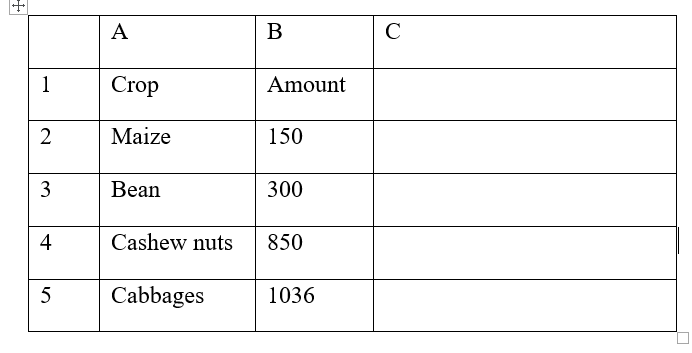 A B C
1 Crop Amount
2 Maize 150
3 Bean 300
4 Cashew nuts 850
5 Cabbages 1036